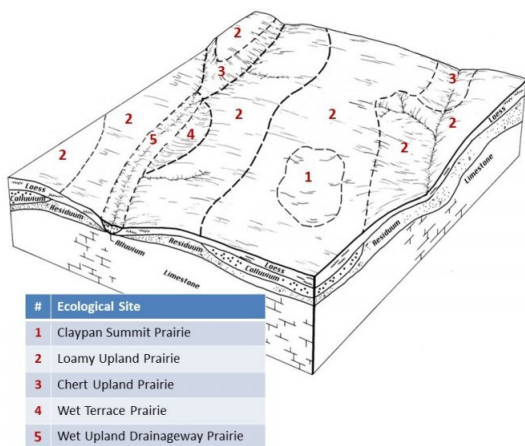 2
3
3
2
2
2
2
2
5
4
2
2
1
Loess
Loess
Colluvium
Residuum
Residuum
Limestone
Alluvium
Residuum
Colluvium
Loess
Residuum
Limestone
# Ecological Site
1 Claypan Summit Prairie
2 Loamy Upland Prairie
3 Chert Upland Prairie
4 Wet Terrace Prairie
5 Wet Upland Drainageway Prairie